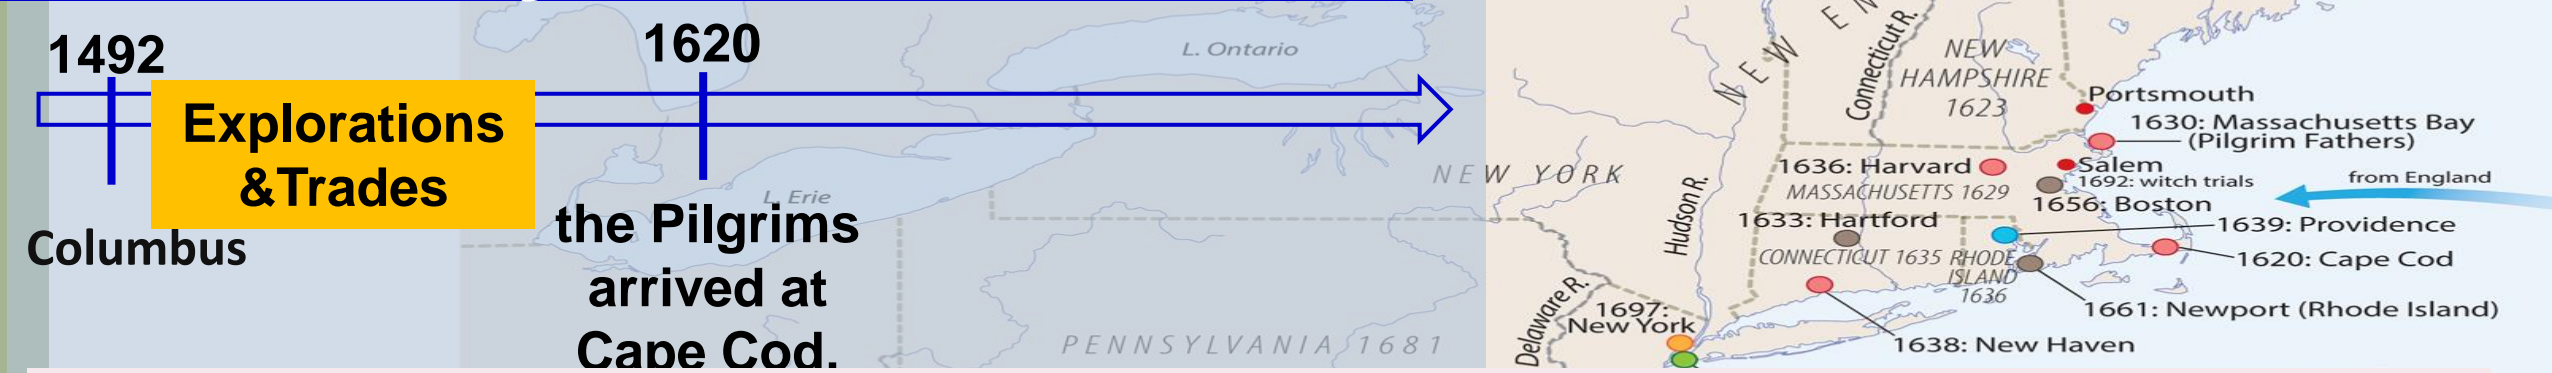 1492
1620
Explorations
&Trades
Columbus
the Pilgrims
arrived at
Cape Cod.
L. Ontario
L. Erie
NEW YORK
PENNSYLVANIA 1681
NEW EN
Connecticut R.
Hudson R.
Delaware R.
NEW
HAMPSHIRE
1623
Portsmouth
1630: Massachusetts Bay
(Pilgrim Fathers)
1636: Harvard
Salem
1692: witch trials
MASSACHUSETTS 1629
from England
1656: Boston
1633: Hartford
1639: Providence
CONNECTICUT 1635
RHODE
ISLAND
1636
1620: Cape Cod
1661: Newport (Rhode Island)
1697:
New York
1638: New Haven